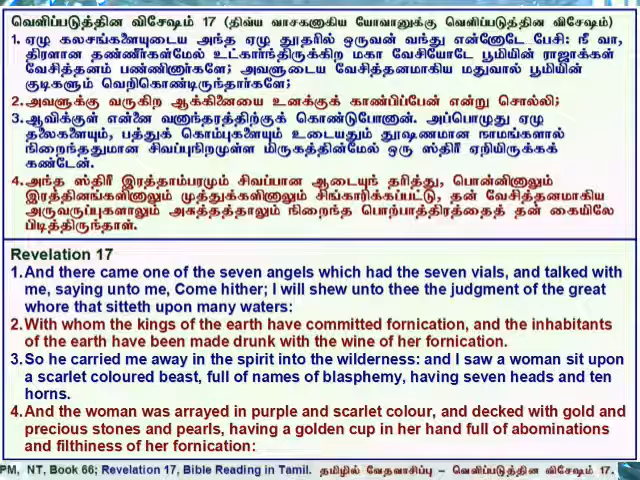 வெளிப்படுத்தின விசேஷம் 17 (திவ்ய வாசகனாகிய யோவானுக்கு வெளிப்படுத்தின விசேஷம்)
1. ஏழு கலசங்களையுடைய அந்த ஏழு தூதரில் ஒருவன் வந்து என்னோடே பேசி: நீ வா,
திரளான தண்ணீர்கள்மேல் உட்கார்ந்திருக்கிற மகா வேசியோடே பூமியின் ராஜாக்கள்
வேசித்தனம் பண்ணினார்களே; அவளுடைய வேசித்தனமாகிய மதுவால் பூமியின்
குடிகளும் வெறிகொண்டிருந்தார்களே;
2. அவளுக்கு வருகிற ஆக்கினையை உனக்குக் காண்பிப்பேன் என்று சொல்லி;
3. ஆவிக்குள் என்னை வனாந்தரத்திற்குக் கொண்டுபோனான். அப்பொழுது ஏழு
தலைகளையும், பத்துக் கொம்புகளையும் உடையதும் தூஷணமான நாமங்களால்
நிறைந்ததுமான சிவப்புநிறமுள்ள மிருகத்தின்மேல் ஒரு ஸ்திரீ ஏறியிருக்கக்
கண்டேன்.
4. அந்த ஸ்திரீ இரத்தாம்பரமும் சிவப்பான ஆடையுந் தரித்து, பொன்னினாலும்
இரத்தினங்களினாலும் முத்துக்களினாலும் சிங்காரிக்கப்பட்டு, தன் வேசித்தனமாகிய
அருவருப்புகளாலும் அசுத்தத்தாலும் நிறைந்த பொற்பாத்திரத்தைத் தன் கையிலே
பிடித்திருந்தாள்.
Revelation 17
1. And there came one of the seven angels which had the seven vials, and talked with
me, saying unto me, Come hither; I will shew unto thee the judgment of the great
whore that sitteth upon many waters:
2. With whom the kings of the earth have committed fornication, and the inhabitants
of the earth have been made drunk with the wine of her fornication.
3. So he carried me away in the spirit into the wilderness: and I saw a woman sit upon
a scarlet coloured beast, full of names of blasphemy, having seven heads and ten
horns.
4. And the woman was arrayed in purple and scarlet colour, and decked with gold and
precious stones and pearls, having a golden cup in her hand full of abominations
and filthiness of her fornication:
PM, NT, Book 66; Revelation 17, Bible Reading in Tamil. தமிழில் வேதவாசிப்பு – வெளிப்படுத்தின விசேஷம் 17.